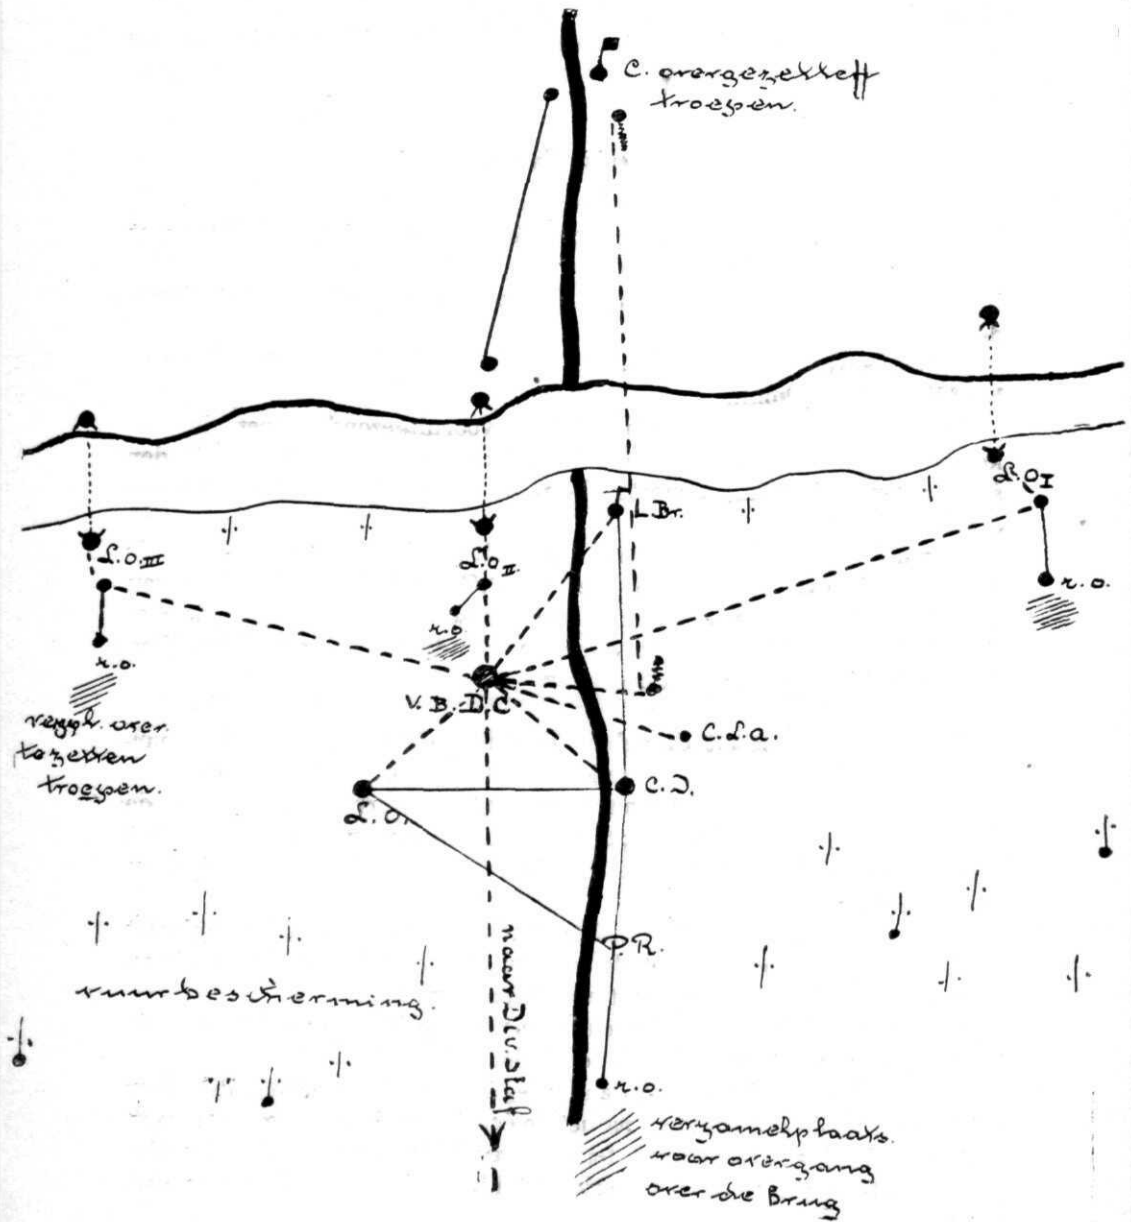 C. overgezette
troepen.
L.Br.
L.O. I
L.O. III
L.O. II
r.o.
r.o.
r.o.
V.B.D.C
C.L.a.
verpl. over
te zetten
troepen.
C.D.
L.O.
R.
naar Div. staf
vuurbescherming.
r.o.
verzamelplaats.
voor overgang
over de Brug